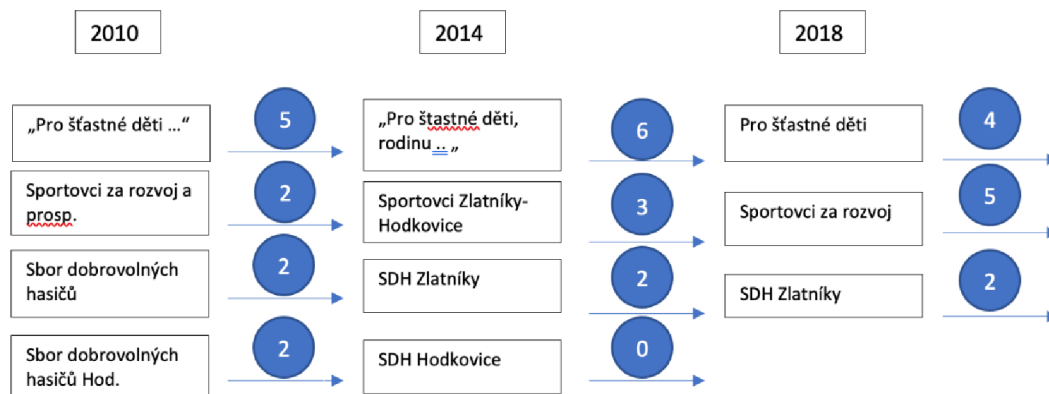 2010
2014
2018
„Pro šťastné děti ...“
5
„Pro štastné děti,
rodinu .. „
6
Pro šťastné děti
4
Sportovci za rozvoj a
prosp.
2
Sportovci Zlatníky-
Hodkovice
3
Sportovci za rozvoj
5
Sbor dobrovolných
hasičů
2
SDH Zlatníky
2
SDH Zlatníky
2
Sbor dobrovolných
hasičů Hod.
2
SDH Hodkovice
0